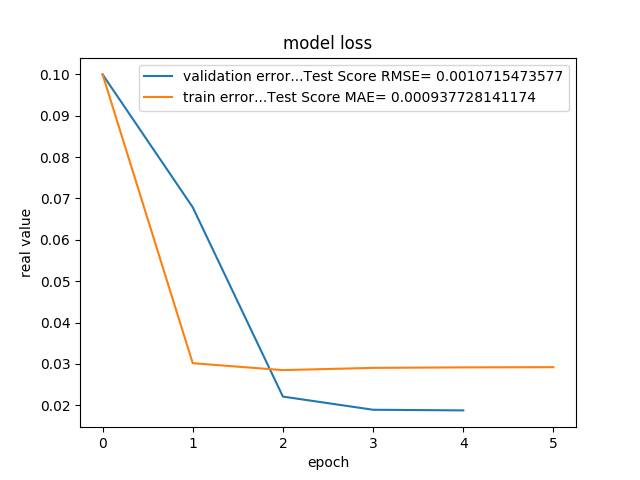 model loss
validation error...Test Score RMSE= 0.0010715473577
train error...Test Score MAE= 0.000937728141174
0.10
0.09
0.08
0.07
0.06
0.05
0.04
0.03
0.02
real value
0 1 2 3 4 5
epoch